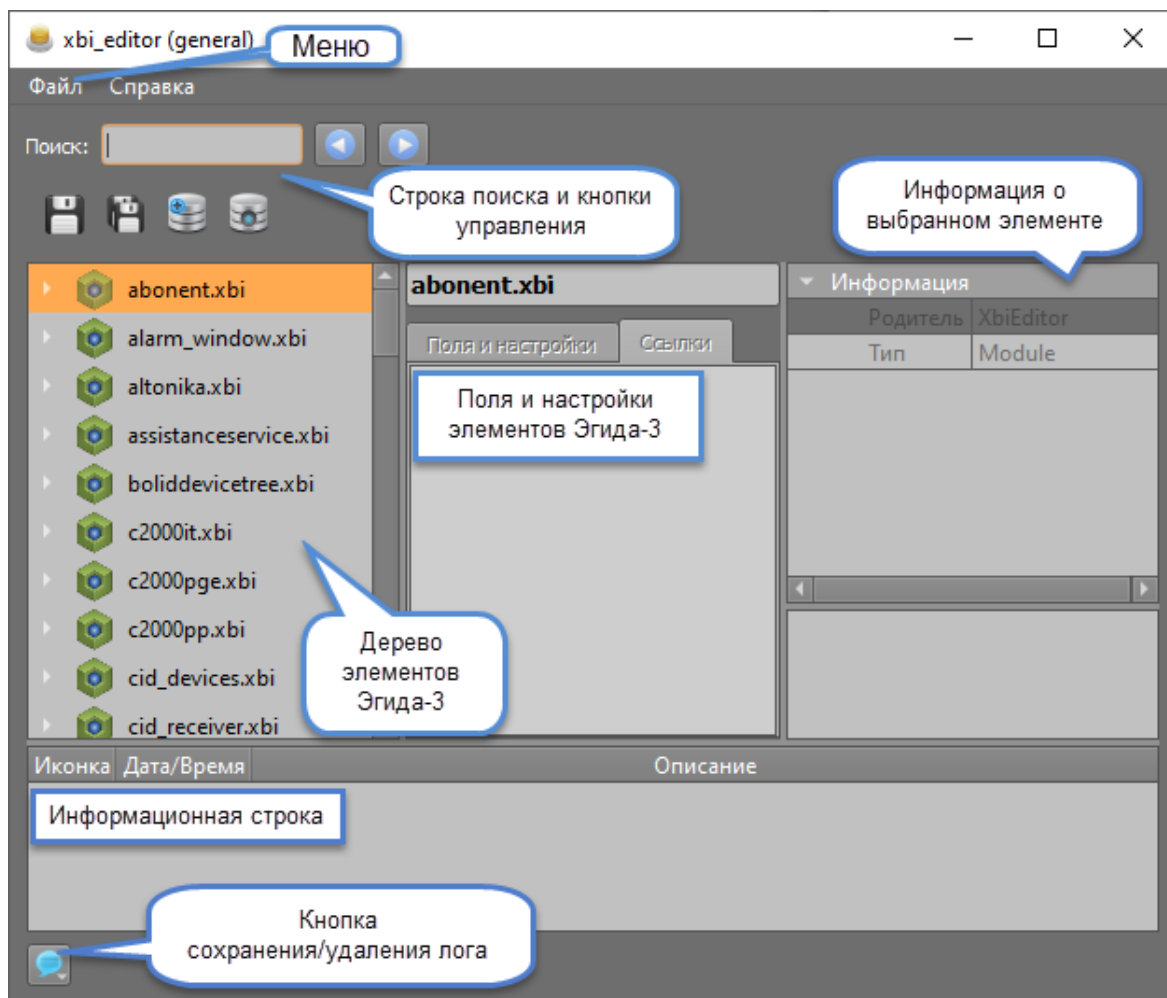 xbi_editor (general)
Меню
Файл Справка
Поиск:
Строка поиска и кнопки
управления
Информация о
выбранном элементе
abonent.xbi
alarm_window.xbi
altonika.xbi
assistanceservice.xbi
boliddevicetree.xbi
c2000it.xbi
c2000pge.xbi
c2000pp.xbi
cid_devices.xbi
cid_receiver.xbi
Дерево
элементов
Эгида-3
abonent.xbi
Поля и настройки Ссылки
Поля и настройки
элементов Эгида-3
Информация
Родитель XbiEditor
Тип Module
Иконка Дата/Время Описание
Информационная строка
Кнопка
сохранения/удаления лога